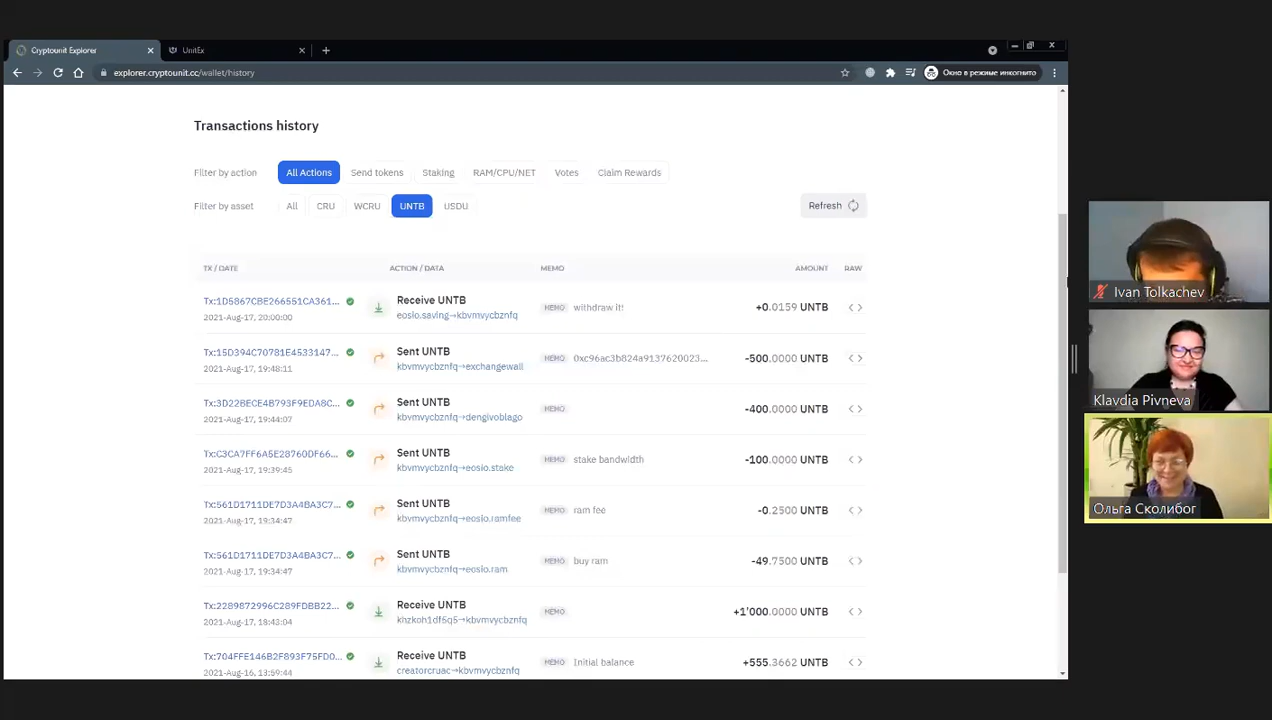 Cryptounit Explorer
UnitEx
explorer.cryptounit.cc/wallet/history
Окно в режиме инкогнито
Transactions history
Filter by action All Actions Send tokens Staking RAM/CPU/NET Votes Claim Rewards
Filter by asset All CRU WCRU UNTB USDU Refresh
TX / DATE ACTION / DATA MEMO AMOUNT RAW
Tx:1D5867CBE266551CA361... Receive UNTB MEMO withdraw it! +0.0159 UNTB
2021-Aug-17, 20:00:00 eosio.saving→kbvmvycbznfq
Tx:15D394C70781E4533147... Sent UNTB MEMO 0xc96ac3b824a9137620023... -500.0000 UNTB
2021-Aug-17, 19:48:11 kbvmvycbznfq→exchangewall
Tx:3D22BECE4B793F9EDA8C... Sent UNTB MEMO -400.0000 UNTB
2021-Aug-17, 19:44:07 kbvmvycbznfq→dengivoblago
Tx:C3CA7FF6A5E28760DF66... Sent UNTB MEMO stake bandwidth -100.0000 UNTB
2021-Aug-17, 19:39:45 kbvmvycbznfq→eosio.stake
Tx:561D1711DE7D3A4BA3C7... Sent UNTB MEMO ram fee -0.2500 UNTB
2021-Aug-17, 19:34:47 kbvmvycbznfq→eosio.ramfee
Tx:561D1711DE7D3A4BA3C7... Sent UNTB MEMO buy ram -49.7500 UNTB
2021-Aug-17, 19:34:47 kbvmvycbznfq→eosio.ram
Tx:2289872996C289FDBB22... Receive UNTB MEMO +1'000.0000 UNTB
2021-Aug-17, 18:43:04 khzkoh1df5q5→kbvmvycbznfq
Tx:704FFE146B2F893F75FD0... Receive UNTB MEMO Initial balance +555.3662 UNTB
2021-Aug-16, 13:59:44 creatorcruac→kbvmvycbznfq
Ivan Tolkachev
Klavdia Pivneva
Ольга Сколибог